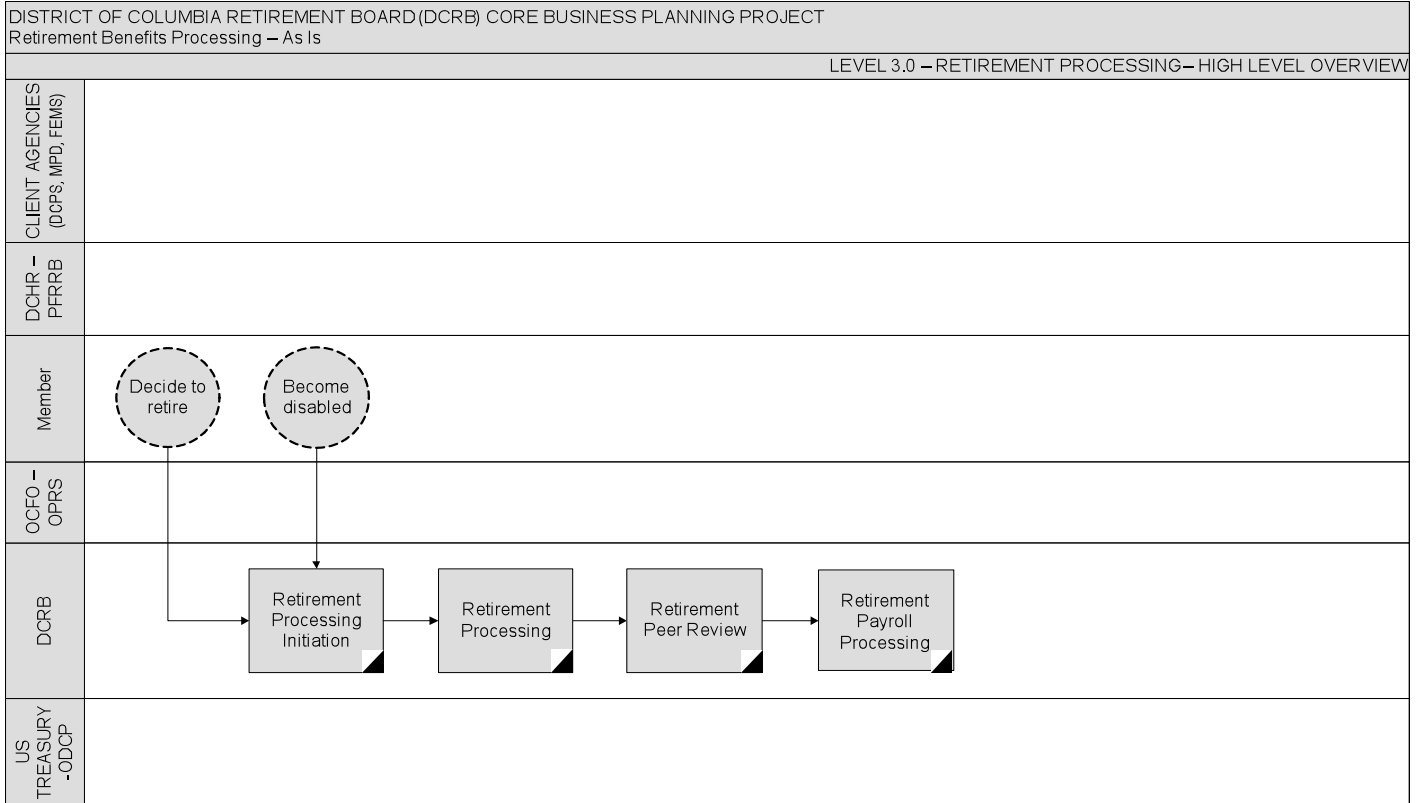 DISTRICT OF COLUMBIA RETIREMENT BOARD (DCRB) CORE BUSINESS PLANNING PROJECT
Retirement Benefits Processing – As Is
LEVEL 3.0 – RETIREMENT PROCESSING – HIGH LEVEL OVERVIEW
CLIENT AGENCIES
(DCPS, MPD, FEMS)
DCHR –
PFRRB
Member
Decide to
retire
Become
disabled
OCFO –
OPRS
DCRB
Retirement
Processing
Initiation
Retirement
Processing
Retirement
Peer Review
Retirement
Payroll
Processing
US
TREASURY
-ODCP